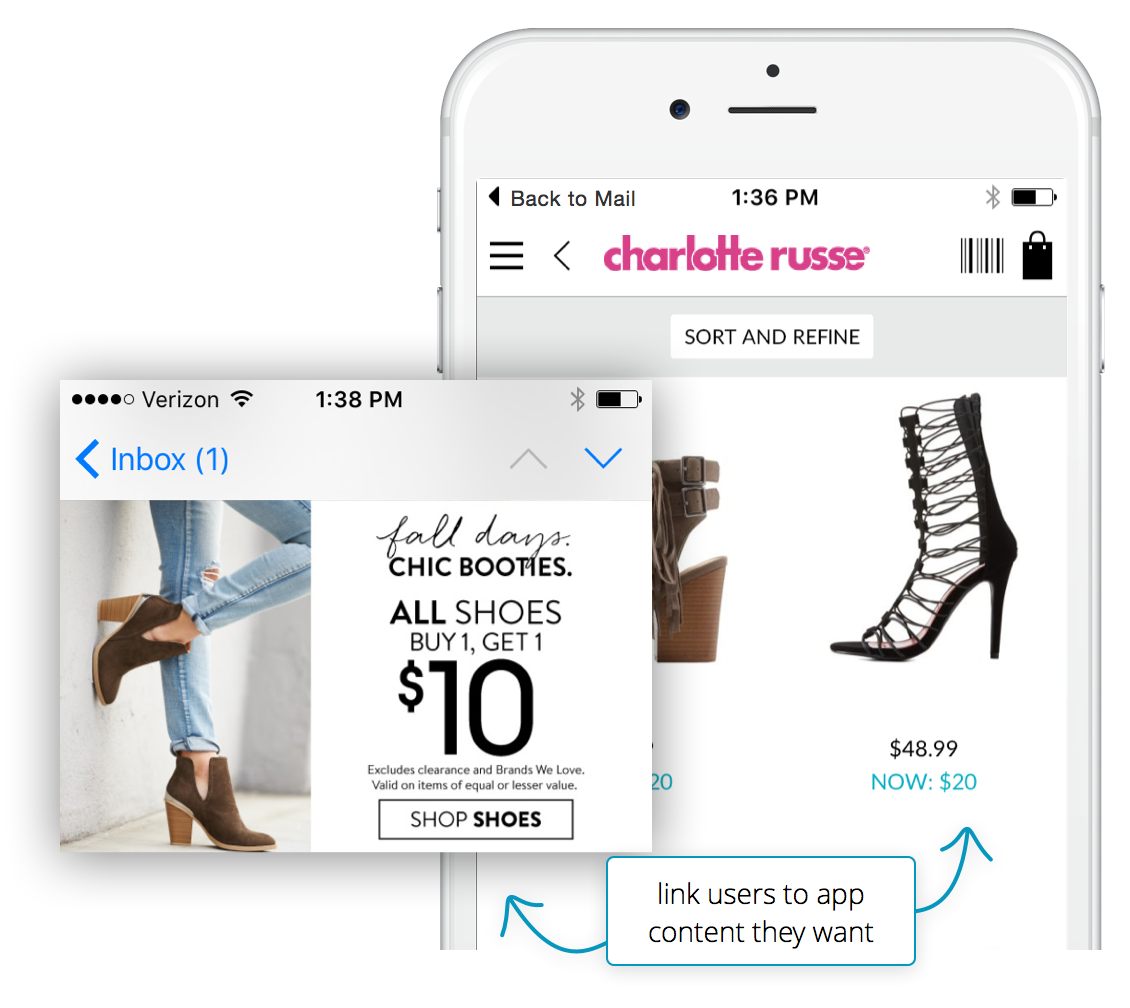 Back to Mail 1:36 PM
charlotte russe®
SORT AND REFINE
Verizon 1:38 PM
Inbox (1)
fall days.
CHIC BOOTIES.
ALL SHOES
BUY 1, GET 1
$10
Excludes clearance and Brands We Love.
Valid on items of equal or lesser value.
SHOP SHOES
$48.99
20 NOW: $20
link users to app
content they want